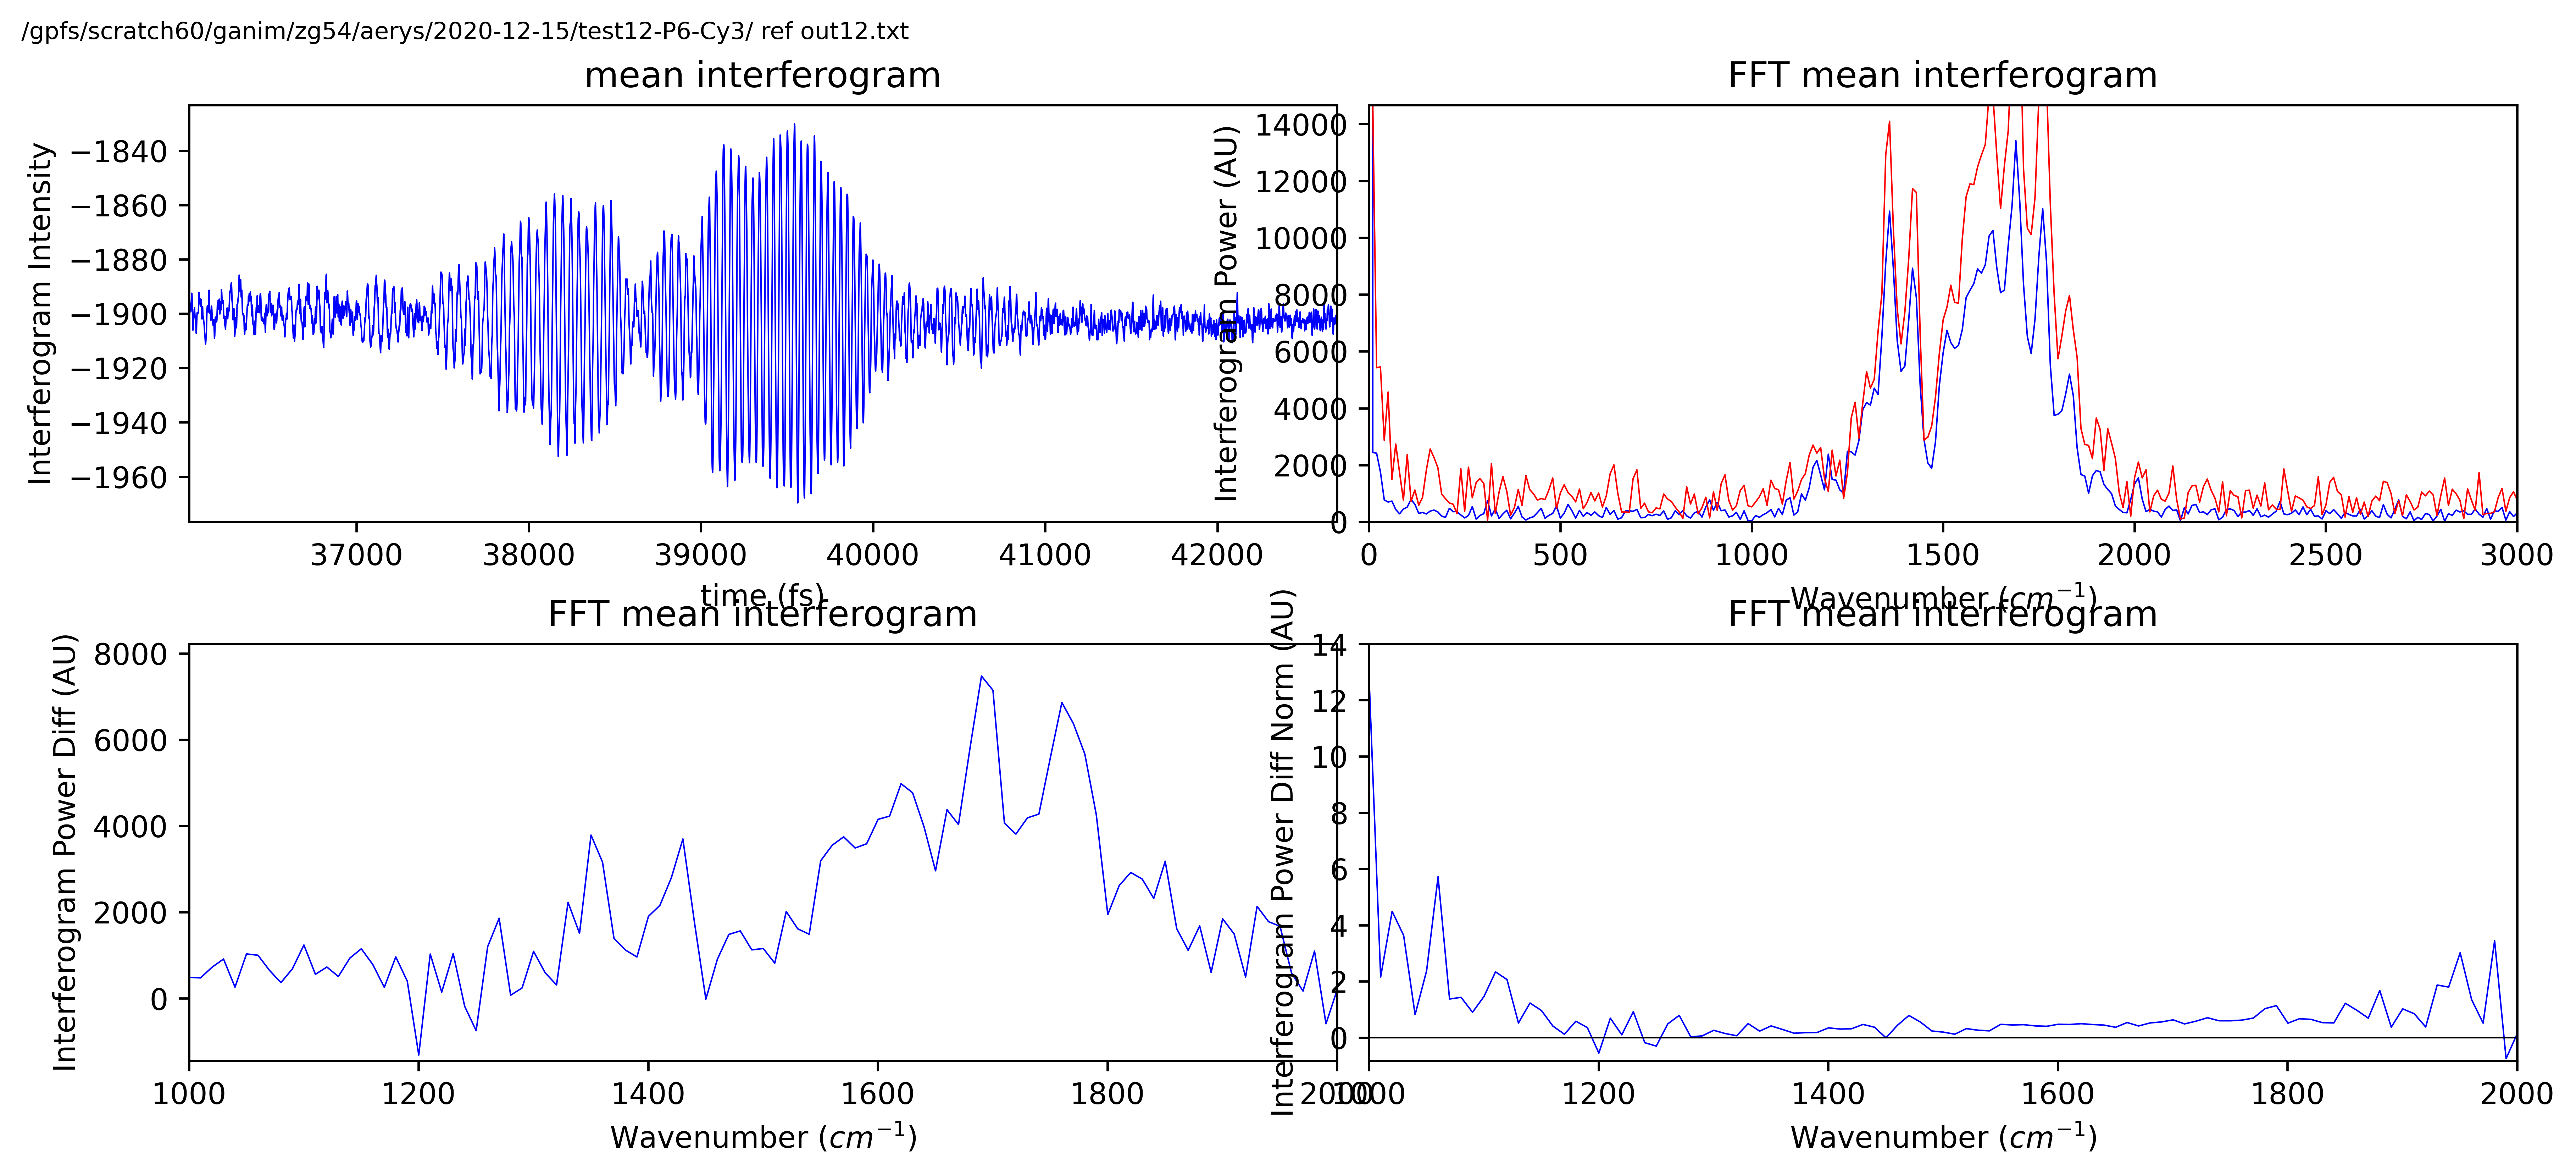 /gpfs/scratch60/ganim/zg54/aerys/2020-12-15/test12-P6-Cy3/ ref out12.txt
mean interferogram
Interferogram Intensity
−1840
−1860
−1880
−1900
−1920
−1940
−1960
37000 38000 39000 40000 41000 42000
time (fs)
FFT mean interferogram
Interferogram Power (AU)
14000
12000
10000
8000
6000
4000
2000
0
0 500 1000 1500 2000 2500 3000
Wavenumber (cm⁻¹)
FFT mean interferogram
Interferogram Power Diff (AU)
8000
6000
4000
2000
0
1000 1200 1400 1600 1800 2000
Wavenumber (cm⁻¹)
FFT mean interferogram
Interferogram Power Diff Norm (AU)
14
12
10
8
6
4
2
0
1000 1200 1400 1600 1800 2000
Wavenumber (cm⁻¹)